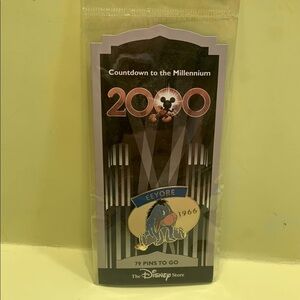 Countdown to the Millennium
2000
EEYORE
1966
79 PINS TO GO
The Disney Store